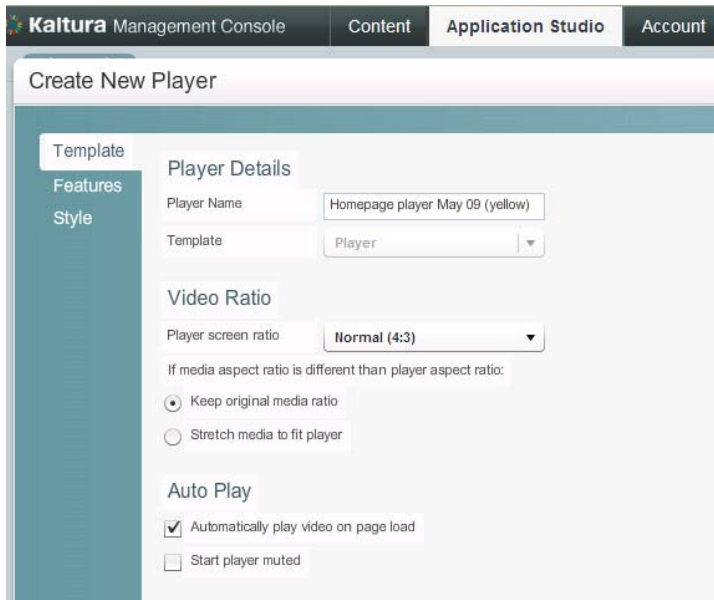 Kaltura Management Console Content Application Studio Account
Create New Player
Template
Features
Style
Player Details
Player Name Homepage player May 09 (yellow)
Template Player
Video Ratio
Player screen ratio Normal (4:3)
If media aspect ratio is different than player aspect ratio:
Keep original media ratio
Stretch media to fit player
Auto Play
Automatically play video on page load
Start player muted